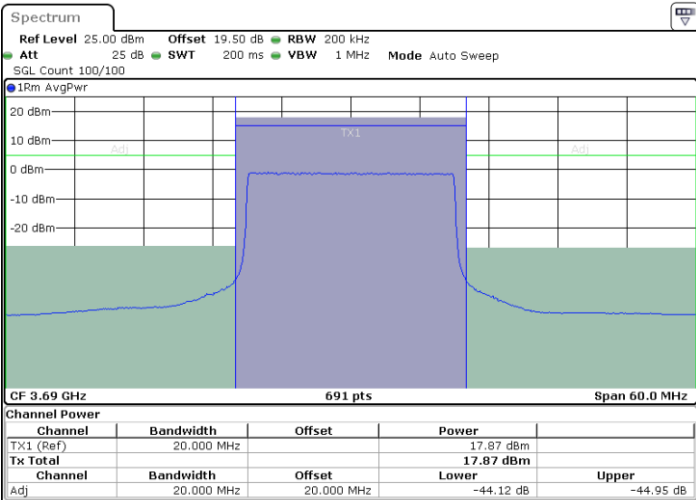 Spectrum
Ref Level 25.00 dBm Offset 19.50 dB RBW 200 kHz
Att 25 dB SWT 200 ms VBW 1 MHz Mode Auto Sweep
SGL Count 100/100
1Rm AvgPwr
20 dBm
TX1
10 dBm
Adj Adj
0 dBm
-10 dBm
-20 dBm
CF 3.69 GHz 691 pts Span 60.0 MHz
Channel Power
Channel Bandwidth Offset Power
TX1 (Ref) 20.000 MHz 17.87 dBm
Tx Total 17.87 dBm
Channel Bandwidth Offset Lower Upper
Adj 20.000 MHz 20.000 MHz -44.12 dB -44.95 dB